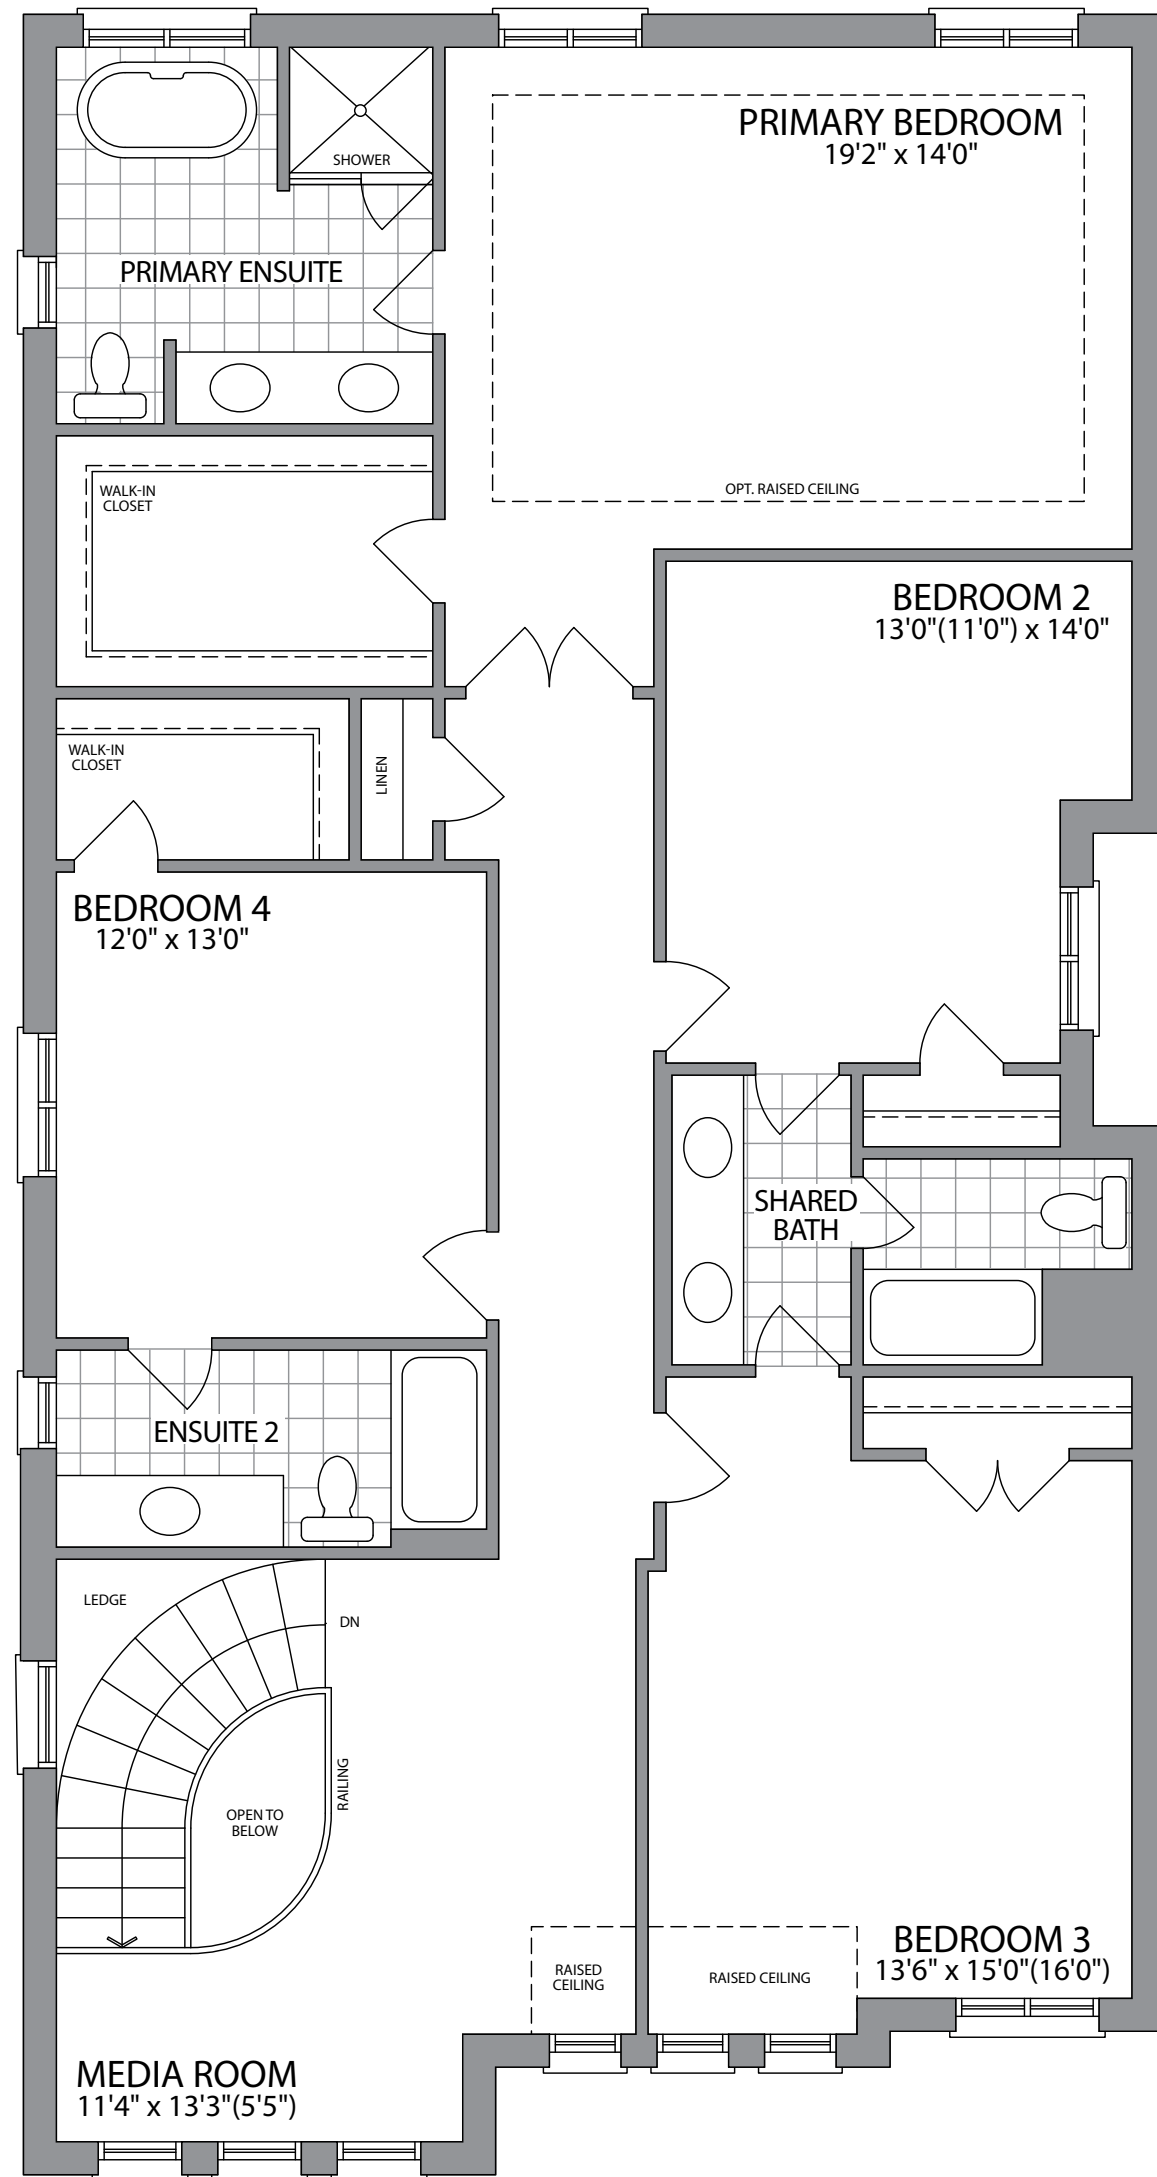 PRIMARY BEDROOM
19'2" x 14'0"
SHOWER
PRIMARY ENSUITE
OPT. RAISED CEILING
WALK-IN
CLOSET
BEDROOM 2
13'0"(11'0") x 14'0"
WALK-IN
CLOSET
LINEN
BEDROOM 4
12'0" x 13'0"
SHARED
BATH
ENSUITE 2
LEDGE
DN
RAILING
OPEN TO
BELOW
RAISED
CEILING
RAISED CEILING
BEDROOM 3
13'6" x 15'0"(16'0")
MEDIA ROOM
11'4" x 13'3"(5'5")